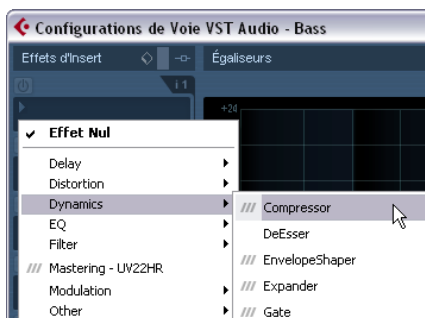 Configurations de Voie VST Audio - Bass
Effets d'Insert
Égaliseurs
i 1
+24
Effet Nul
Delay
Distortion
Dynamics
EQ
Filter
Mastering - UV22HR
Modulation
Other
Compressor
DeEsser
EnvelopeShaper
Expander
Gate